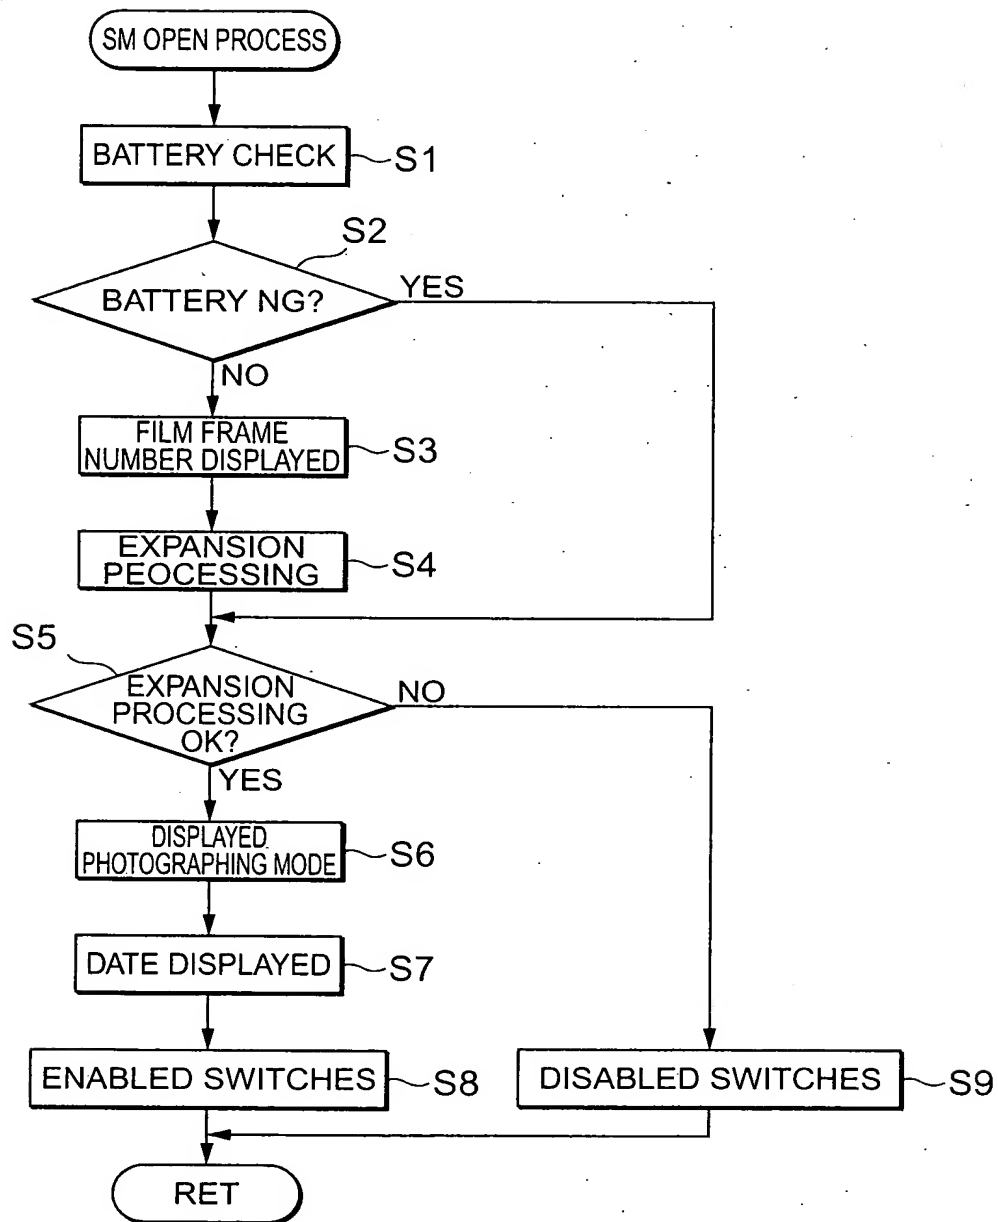 SM OPEN PROCESS
BATTERY CHECK
S1
S2
BATTERY NG?
YES
NO
FILM FRAME
NUMBER DISPLAYED
S3
EXPANSION
PEOCESSING
S4
S5
EXPANSION
PROCESSING
OK?
NO
YES
DISPLAYED
PHOTOGRAPHING MODE
S6
DATE DISPLAYED
S7
ENABLED SWITCHES
S8
DISABLED SWITCHES
S9
RET